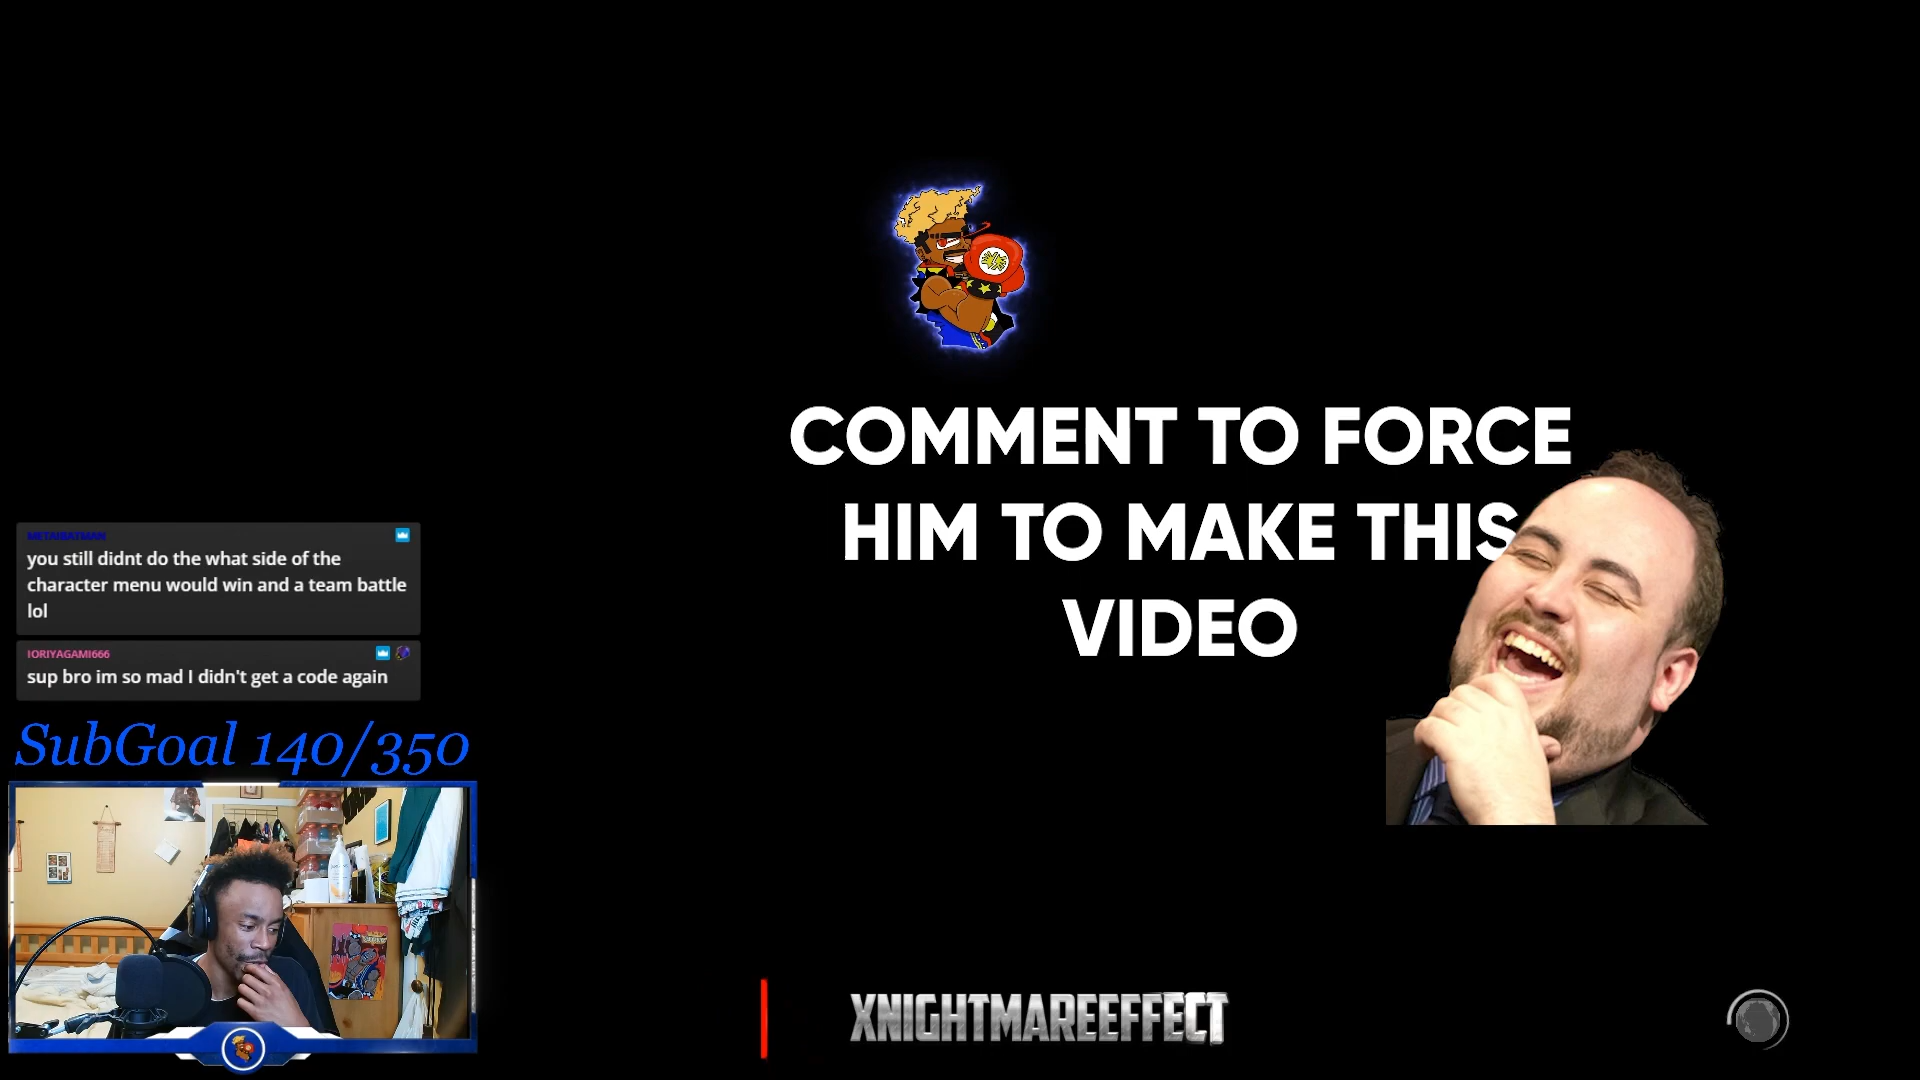 COMMENT TO FORCE
HIM TO MAKE THIS
VIDEO
METAHATMAN
you still didnt do the what side of the
character menu would win and a team battle
lol
IORIYAGAMI666
sup bro im so mad I didn't get a code again
SubGoal 140/350
XNIGHTMAREEFFECT